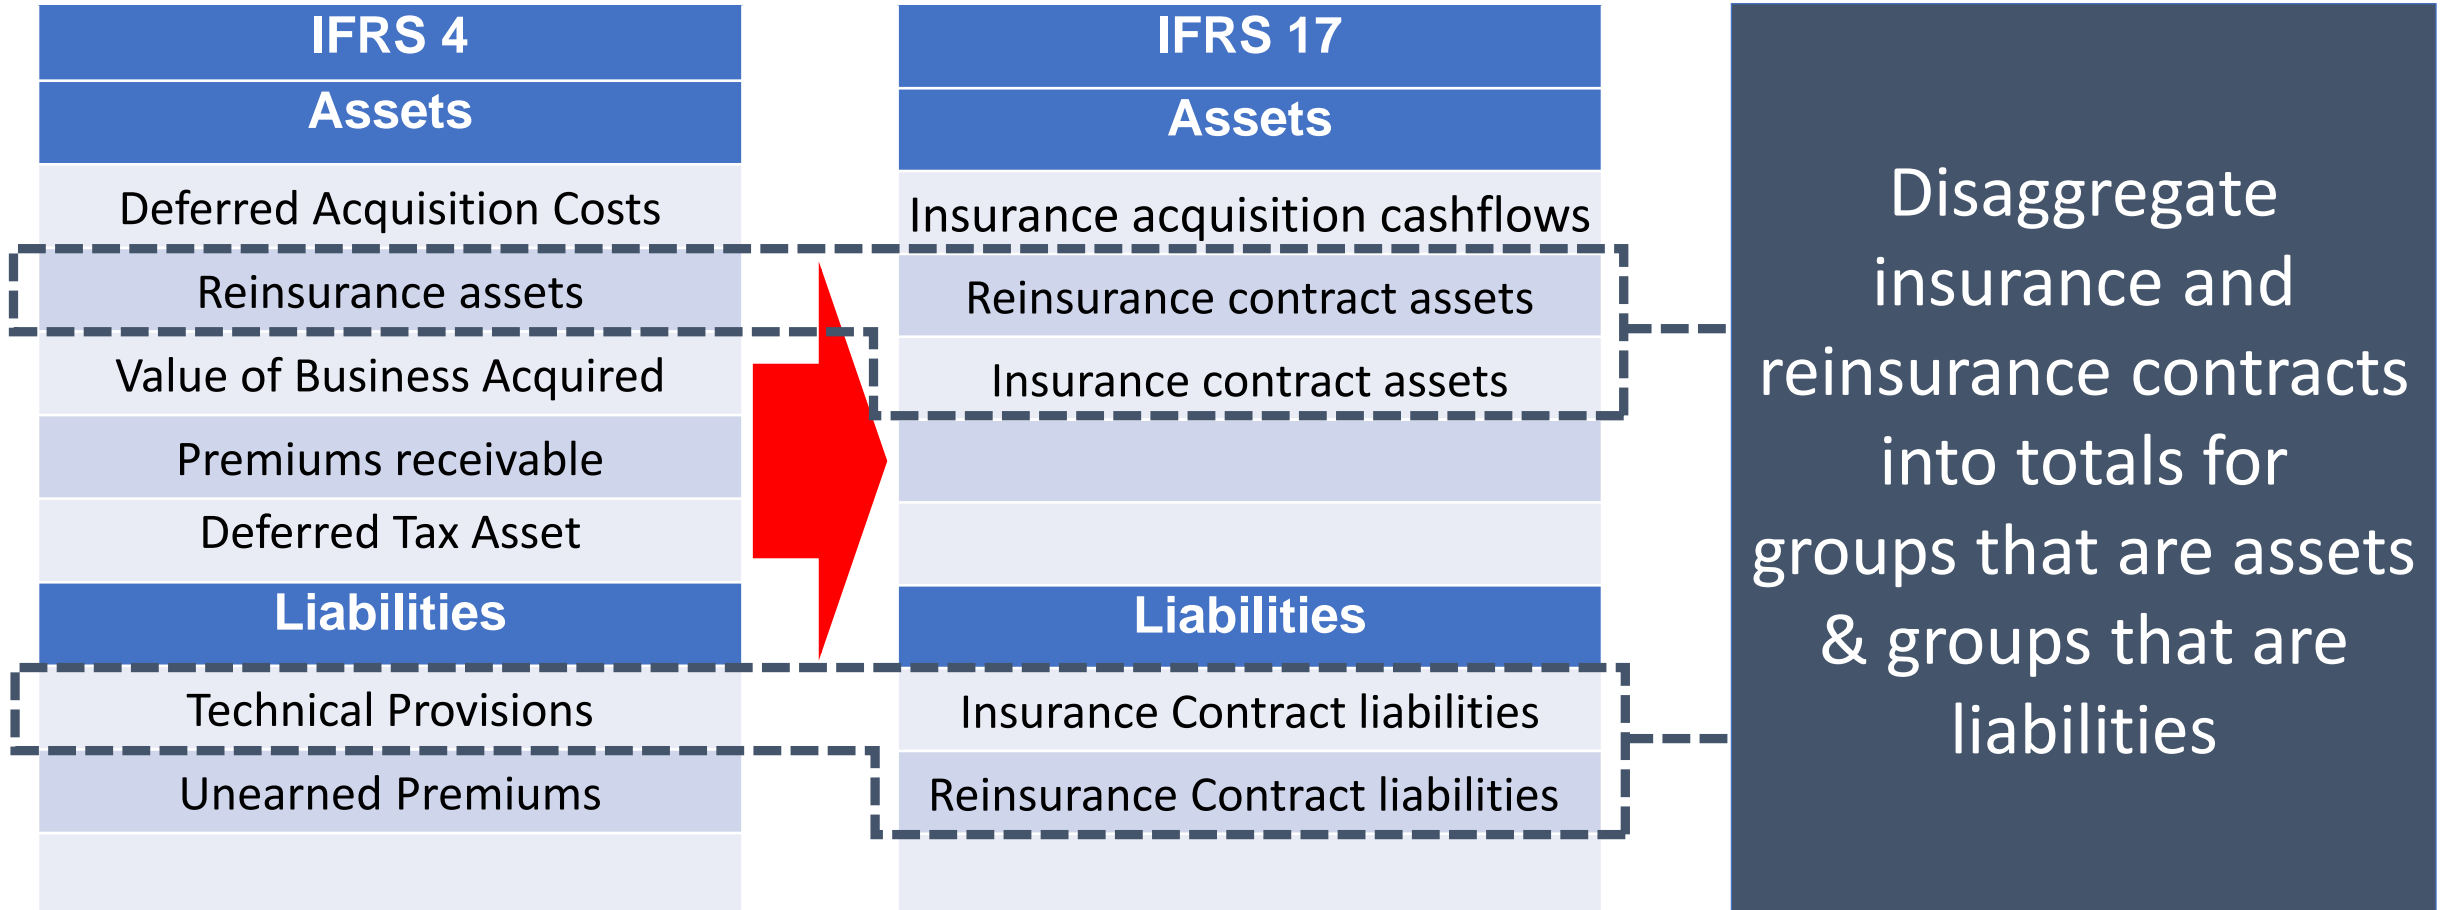 IFRS 4
Assets
Deferred Acquisition Costs
Reinsurance assets
Value of Business Acquired
Premiums receivable
Deferred Tax Asset
Liabilities
Technical Provisions
Unearned Premiums
IFRS 17
Assets
Insurance acquisition cashflows
Reinsurance contract assets
Insurance contract assets
Liabilities
Insurance Contract liabilities
Reinsurance Contract liabilities
Disaggregate
insurance and
reinsurance contracts
into totals for
groups that are assets
& groups that are
liabilities